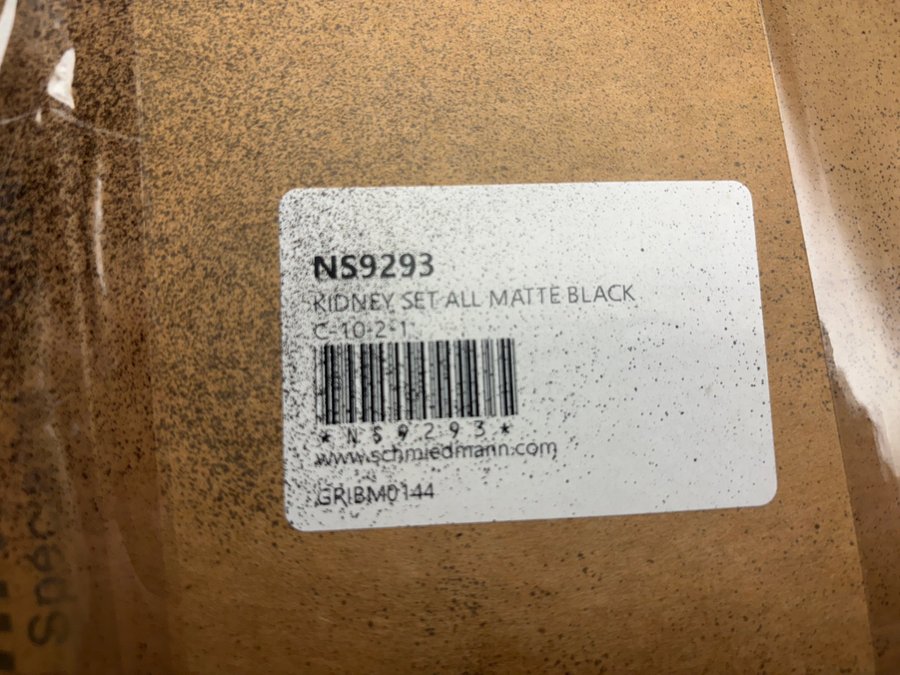 NS9293
KIDNEY SET ALL MATTE BLACK
C-10-2-1
*NS9293*
www.schmiedmann.com
GRIBM0144